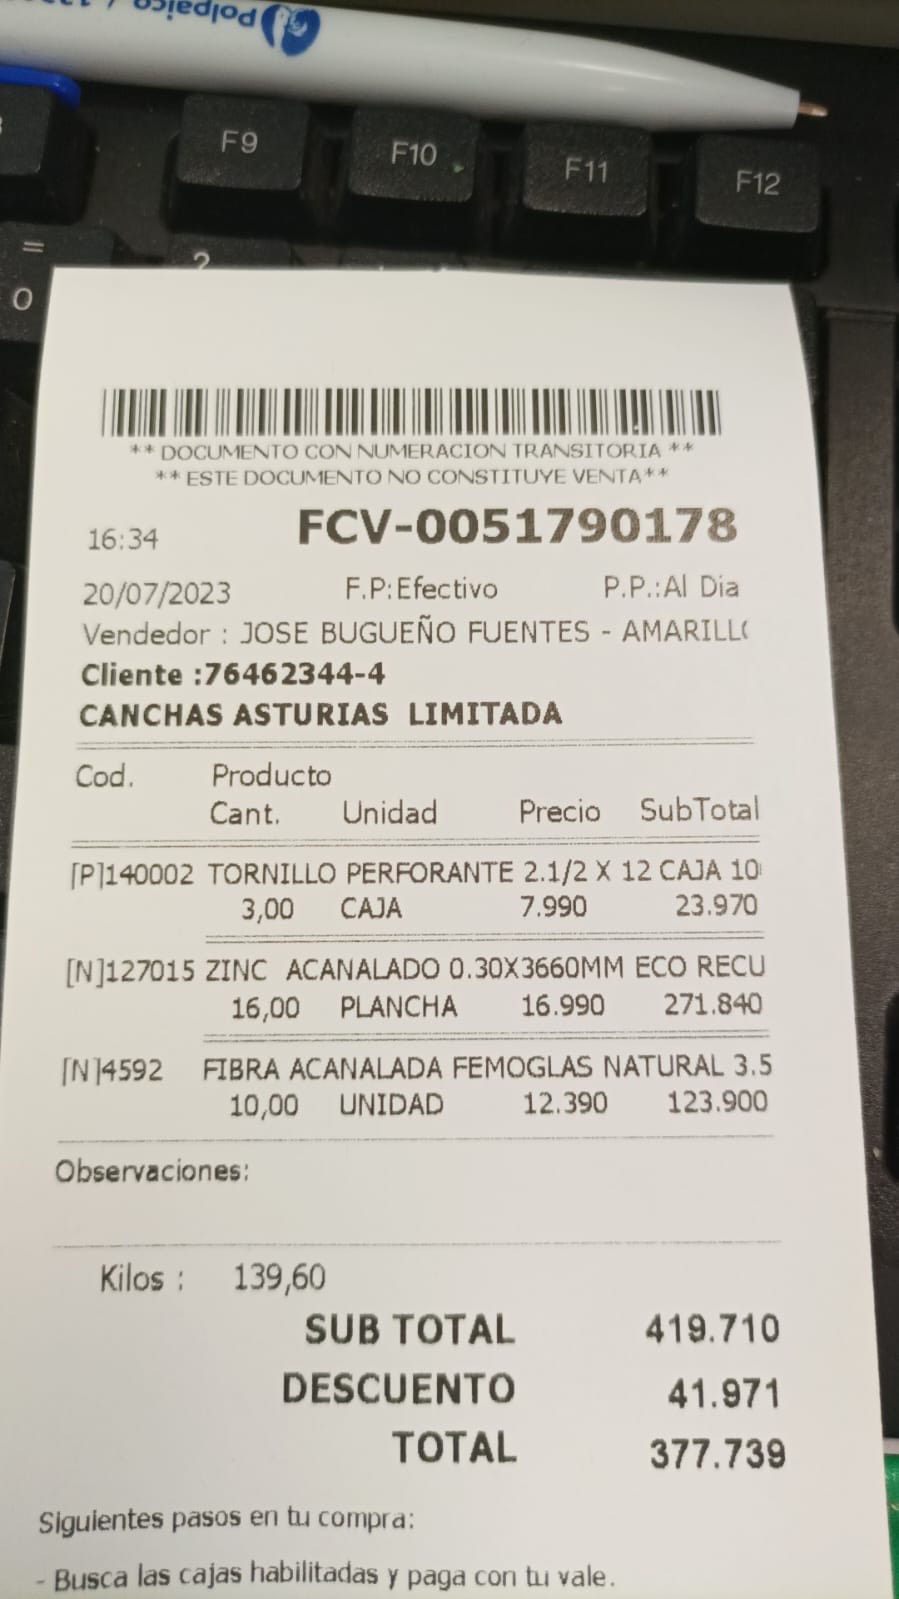 Polpaico /
F9
F10
F11
F12
=
?
0
** DOCUMENTO CON NUMERACION TRANSITORIA **
** ESTE DOCUMENTO NO CONSTITUYE VENTA**
16:34 FCV-0051790178
20/07/2023 F.P:Efectivo P.P.:Al Dia
Vendedor : JOSE BUGUEÑO FUENTES - AMARILL
Cliente :76462344-4
CANCHAS ASTURIAS LIMITADA
Cod. Producto
Cant. Unidad Precio SubTotal
[P]140002 TORNILLO PERFORANTE 2.1/2 X 12 CAJA 10
3,00 CAJA 7.990 23.970
[N]127015 ZINC ACANALADO 0.30X3660MM ECO RECU
16,00 PLANCHA 16.990 271.840
[N]4592 FIBRA ACANALADA FEMOGLAS NATURAL 3.5
10,00 UNIDAD 12.390 123.900
Observaciones:
Kilos : 139,60
SUB TOTAL 419.710
DESCUENTO 41.971
TOTAL 377.739
Siguientes pasos en tu compra:
- Busca las cajas habilitadas y paga con tu vale.